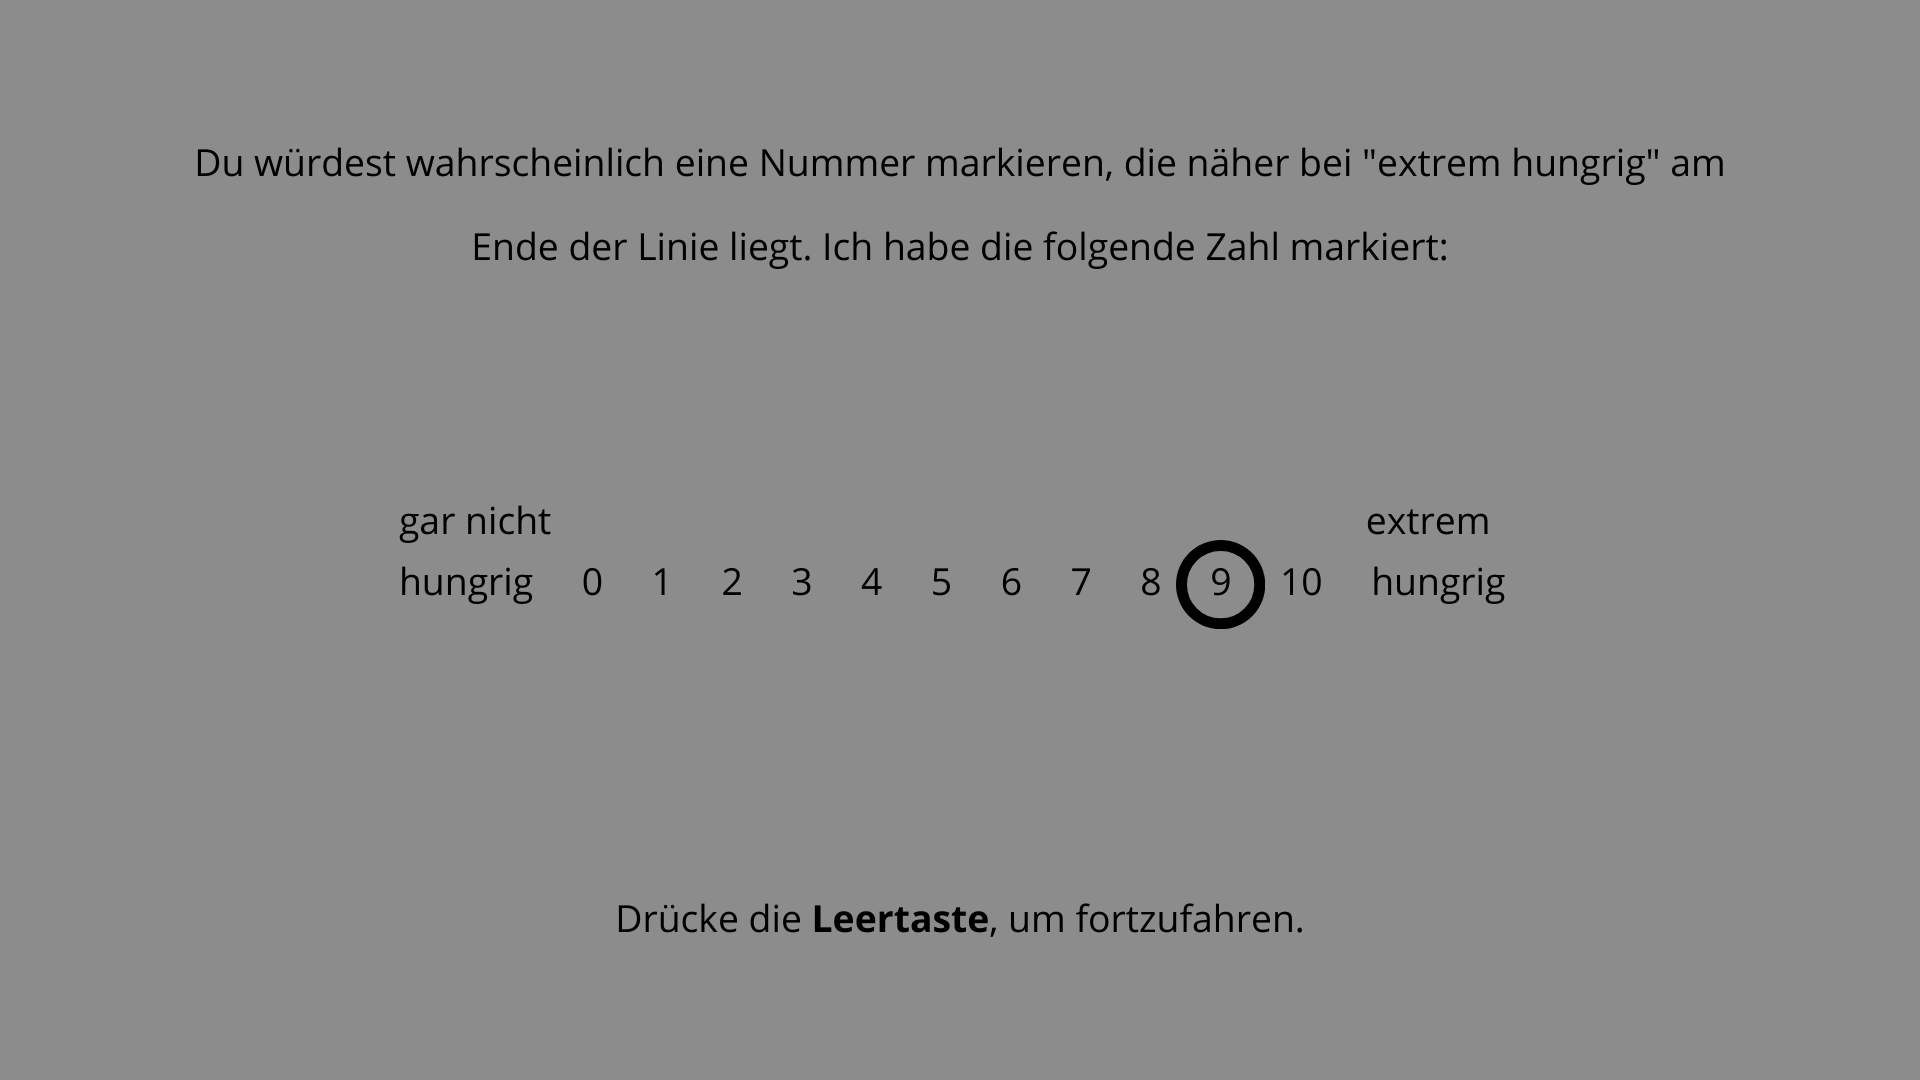 Du würdest wahrscheinlich eine Nummer markieren, die näher bei "extrem hungrig" am
Ende der Linie liegt. Ich habe die folgende Zahl markiert:
gar nicht extrem
hungrig 0 1 2 3 4 5 6 7 8 9 10 hungrig
Drücke die Leertaste, um fortzufahren.